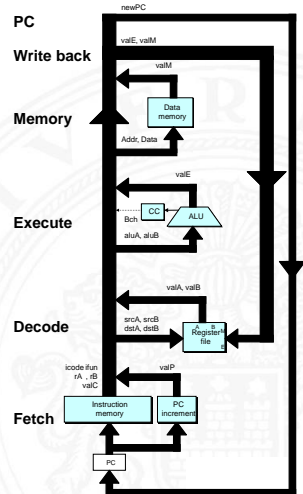 newPC
PC
valE, valM
Write back
valM
Data
memory
Memory
Addr, Data
valE
CC
ALU
Execute
Bch
aluA, aluB
valA, valB
srcA, srcB
dstA, dstB
A B
M
Register
file
E
Decode
icode ifun
rA , rB
valC
valP
Instruction
memory
PC
increment
Fetch
PC